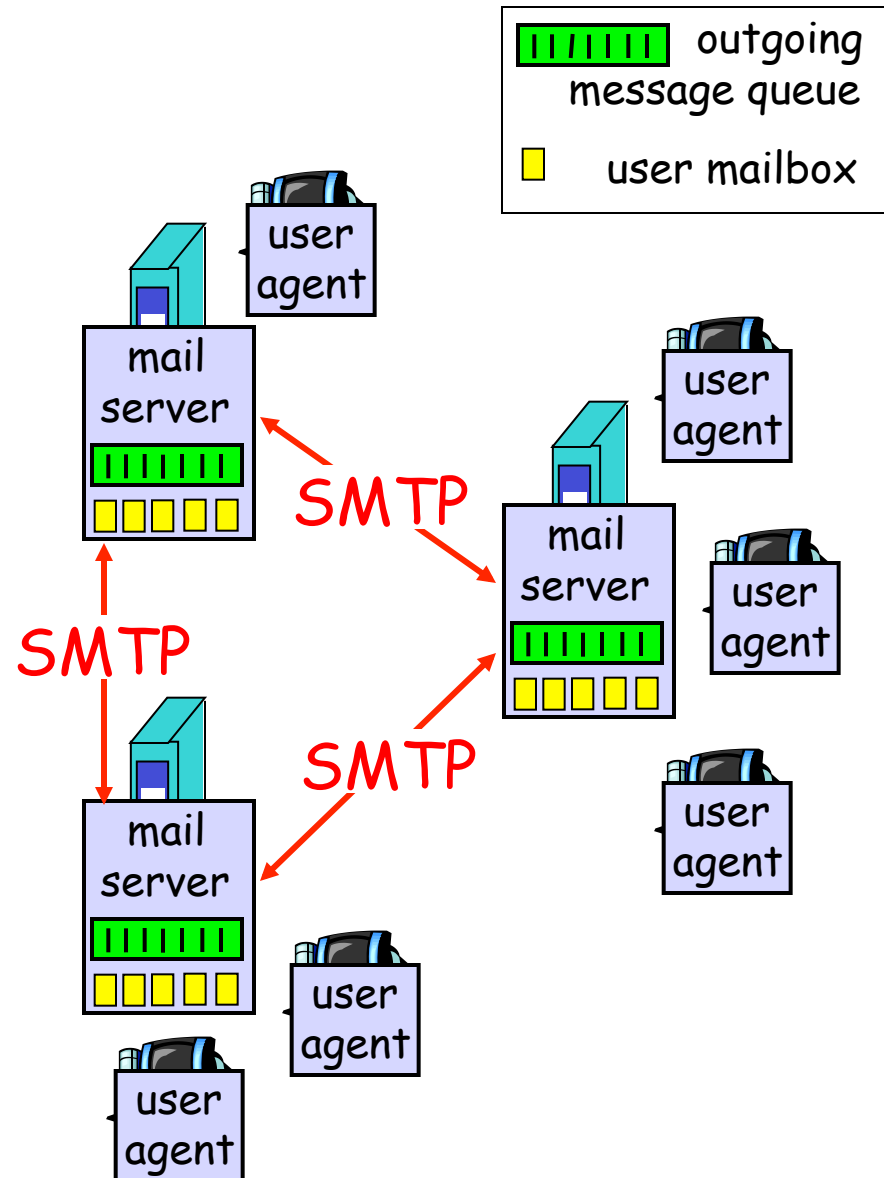 outgoing
message queue
user mailbox
user
agent
mail
server
user
agent
SMTP
mail
server
user
agent
SMTP
SMTP
user
agent
mail
server
user
agent
user
agent